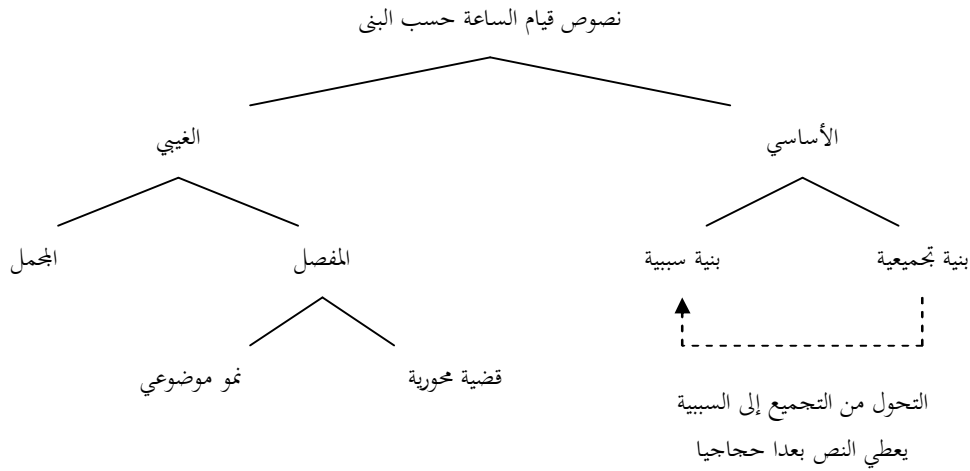 نصوص قيام الساعة حسب البنى
الأساسي
الغيبي
بنية تجميعية
بنية سببية
المفصل
المجمل
قضية محورية
نمو موضوعي
التحول من التجميع إلى السببية
يعطي النص بعدا حجاجيا